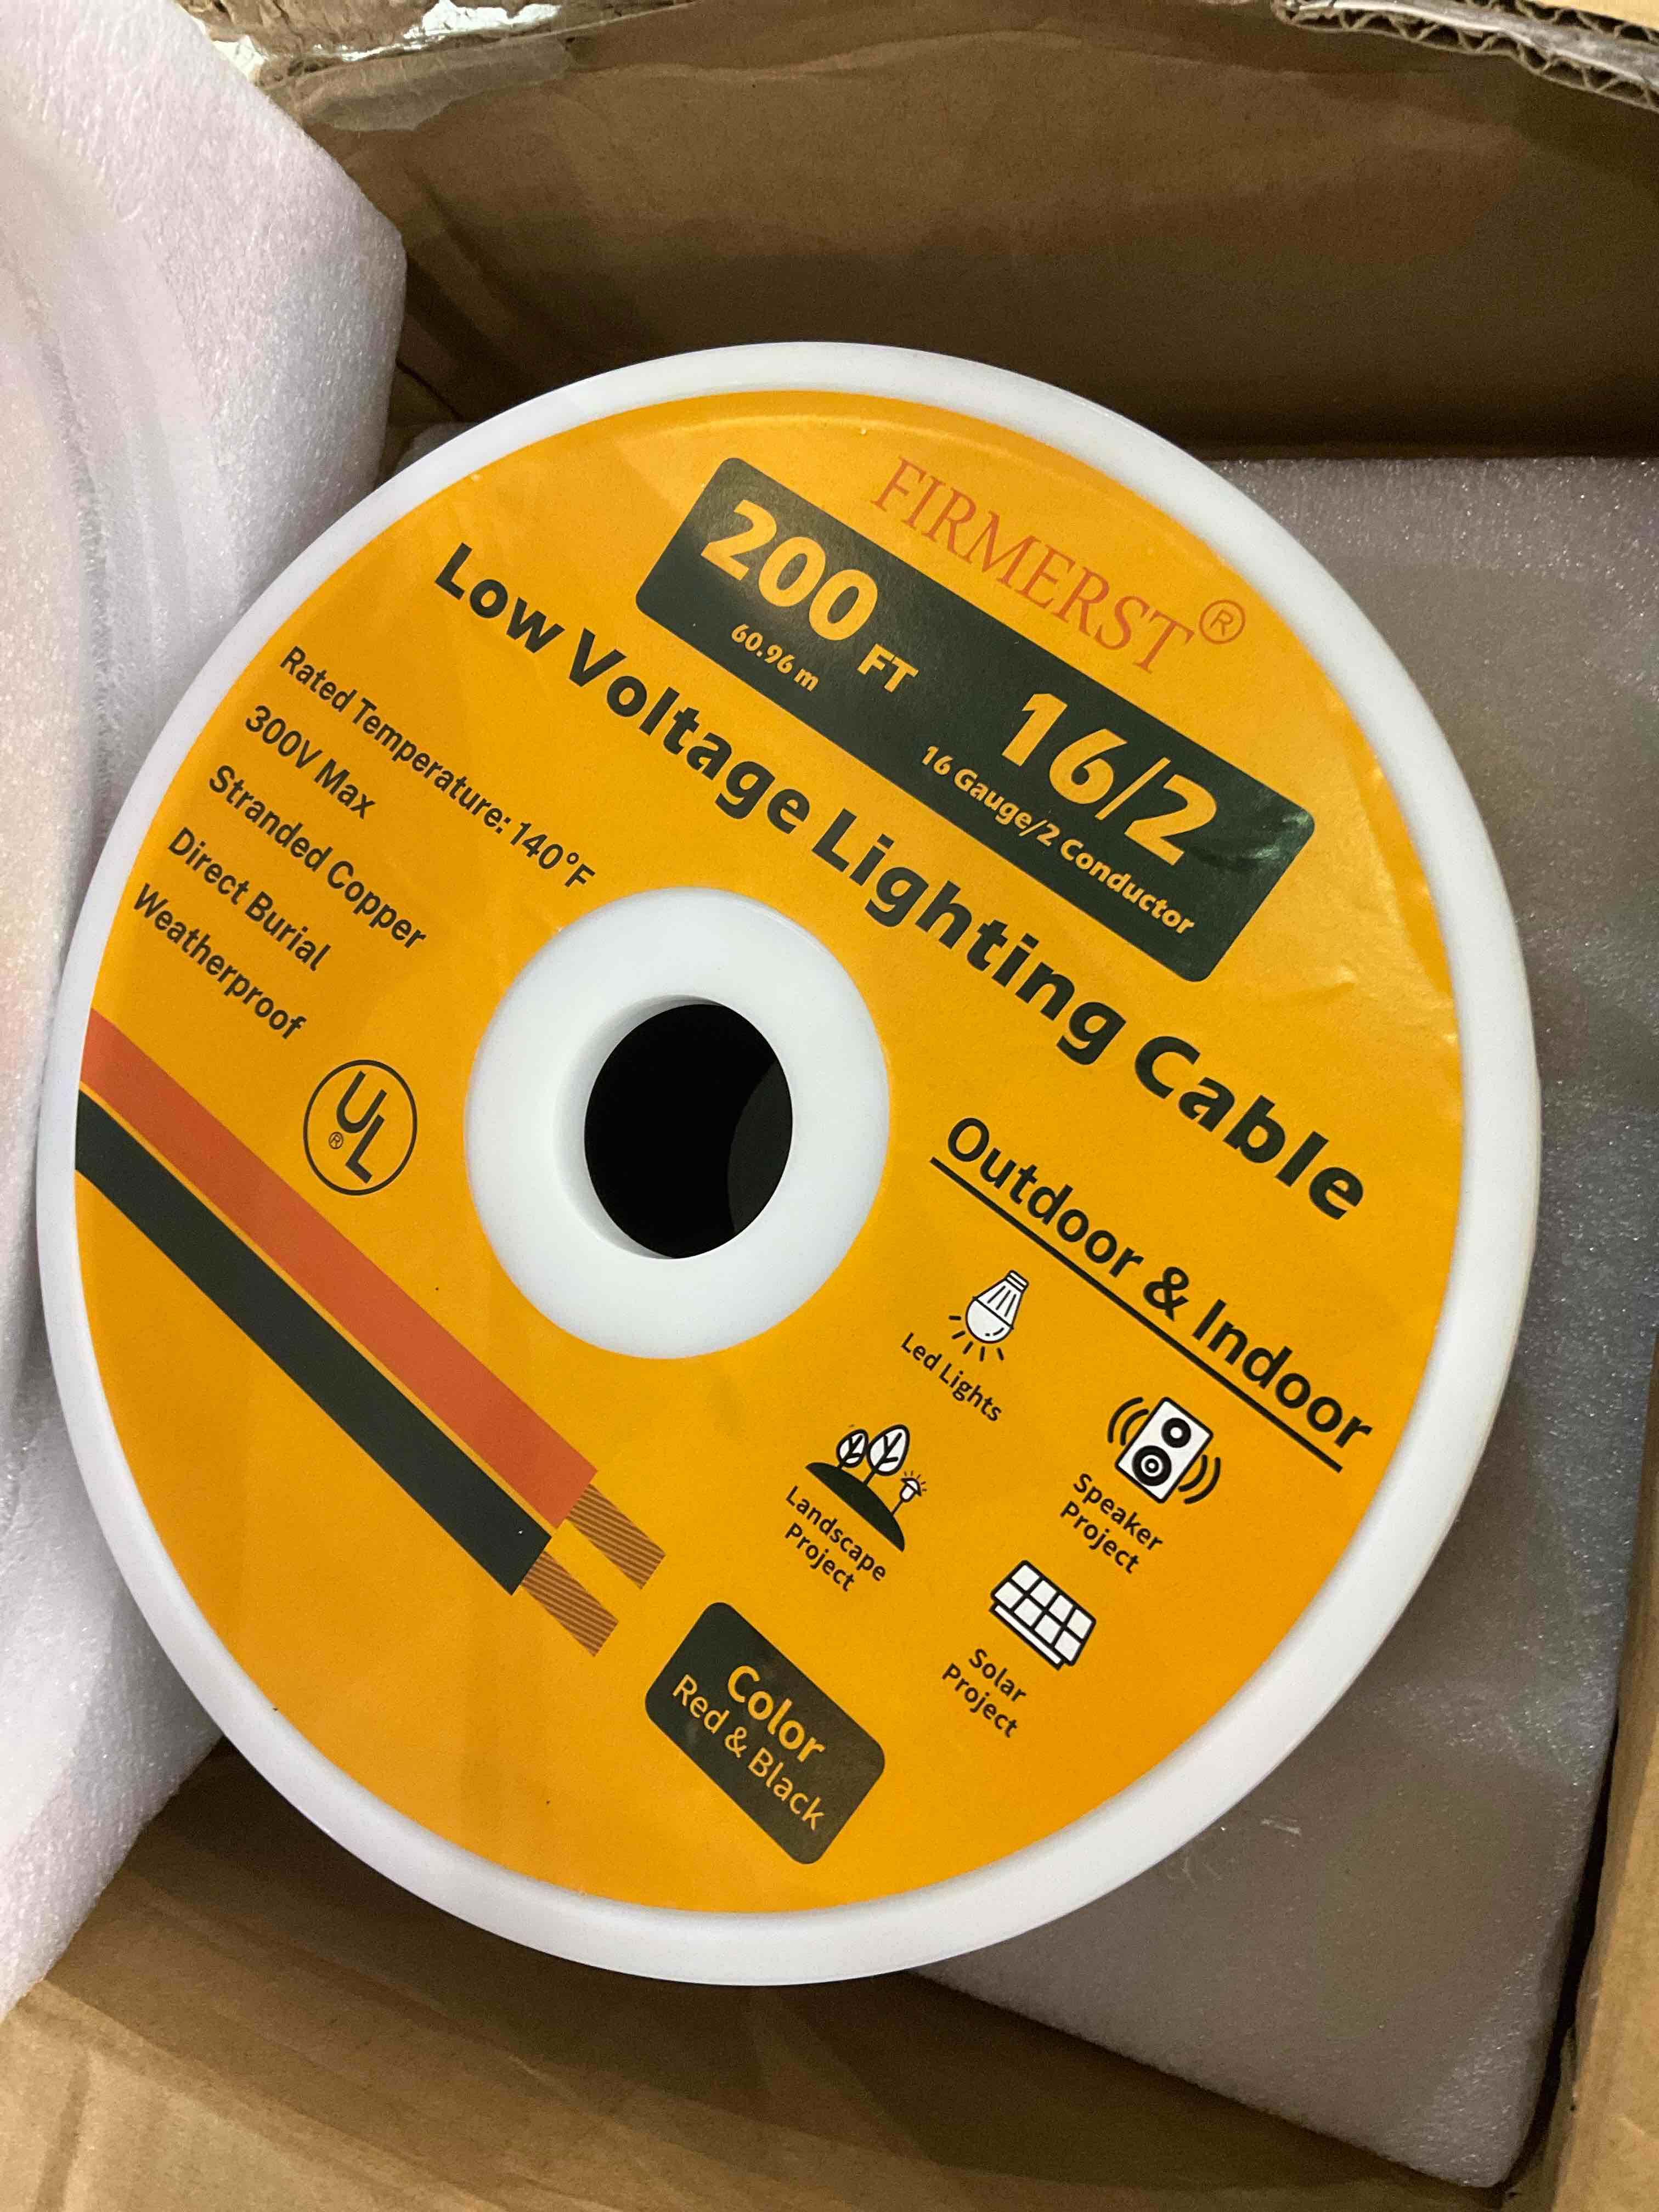 FIRMERST®
200 FT
60.96 m
16/2
16 Gauge/2 Conductor
Low Voltage Lighting Cable
Rated Temperature: 140°F
300V Max
Stranded Copper
Direct Burial
Weatherproof
UL
®
Outdoor & Indoor
Led Lights
Speaker
Project
Landscape
Project
Solar
Project
Color
Red & Black